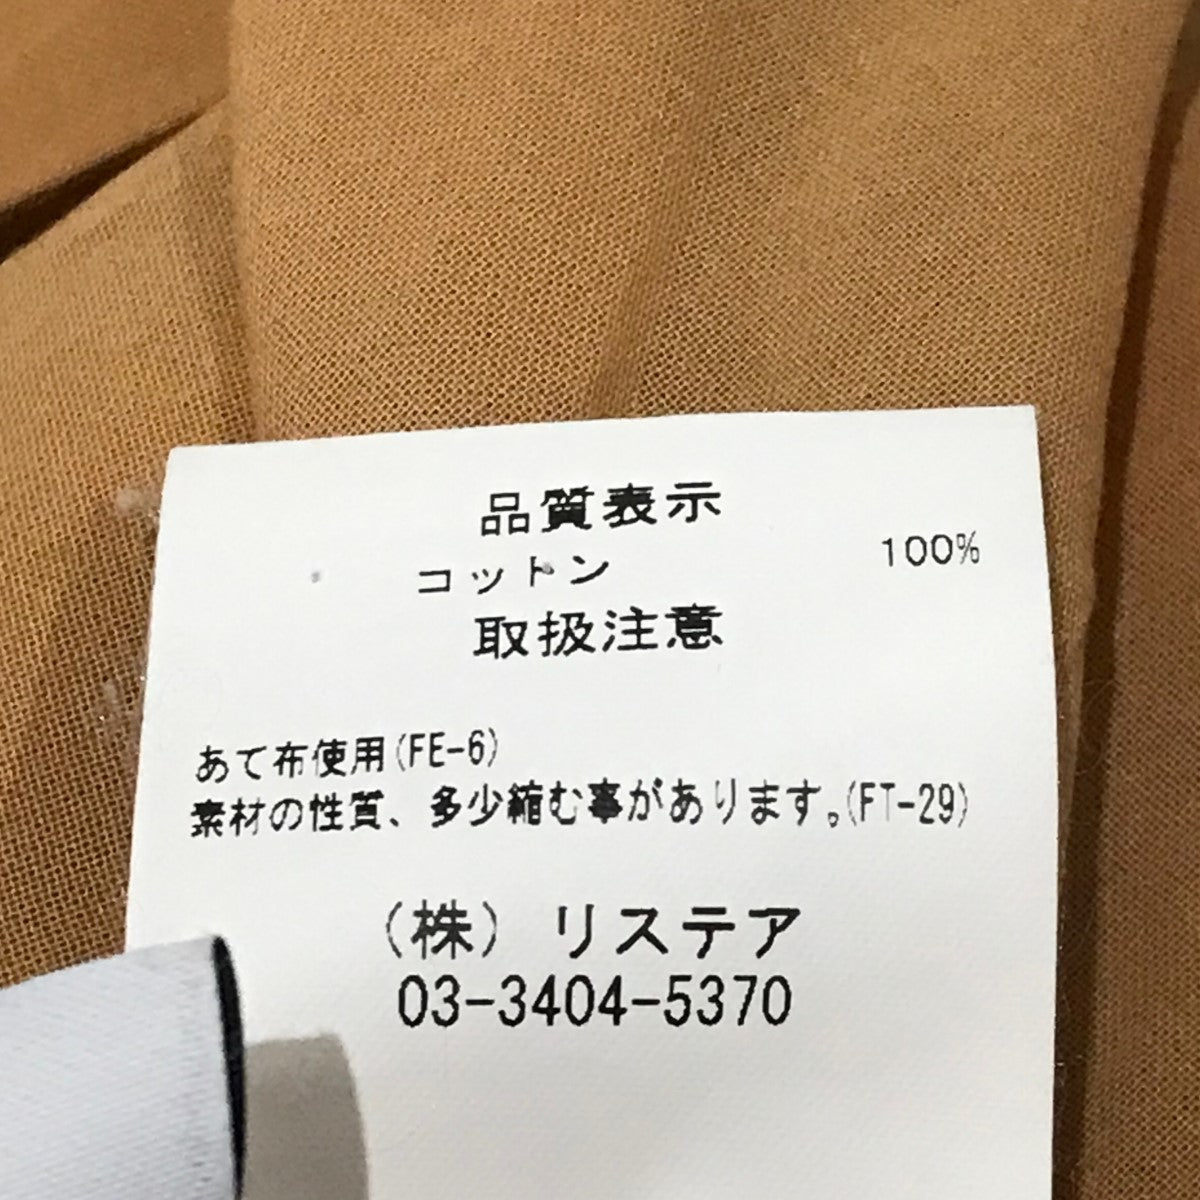 品質表示
コットン 100%
取扱注意
あて布使用(FE-6)
素材の性質、多少縮む事があります。(FT-29)
(株) リステア
03-3404-5370